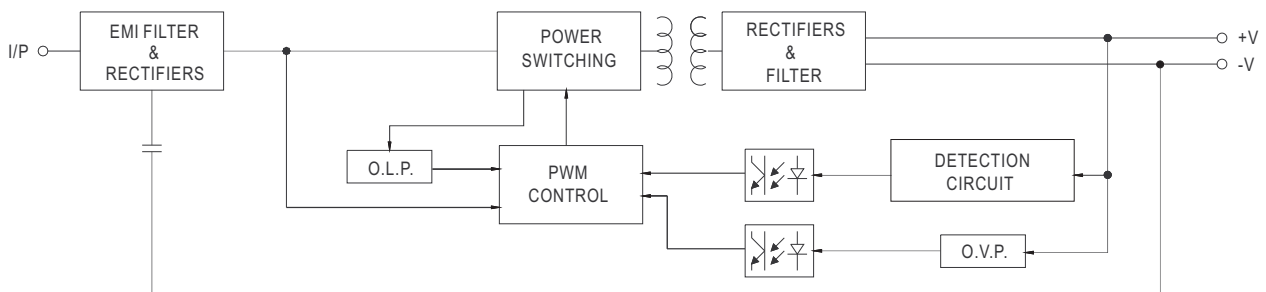 I/P
EMI FILTER
&
RECTIFIERS
POWER
SWITCHING
RECTIFIERS
&
FILTER
+V
-V
O.L.P.
PWM
CONTROL
DETECTION
CIRCUIT
O.V.P.